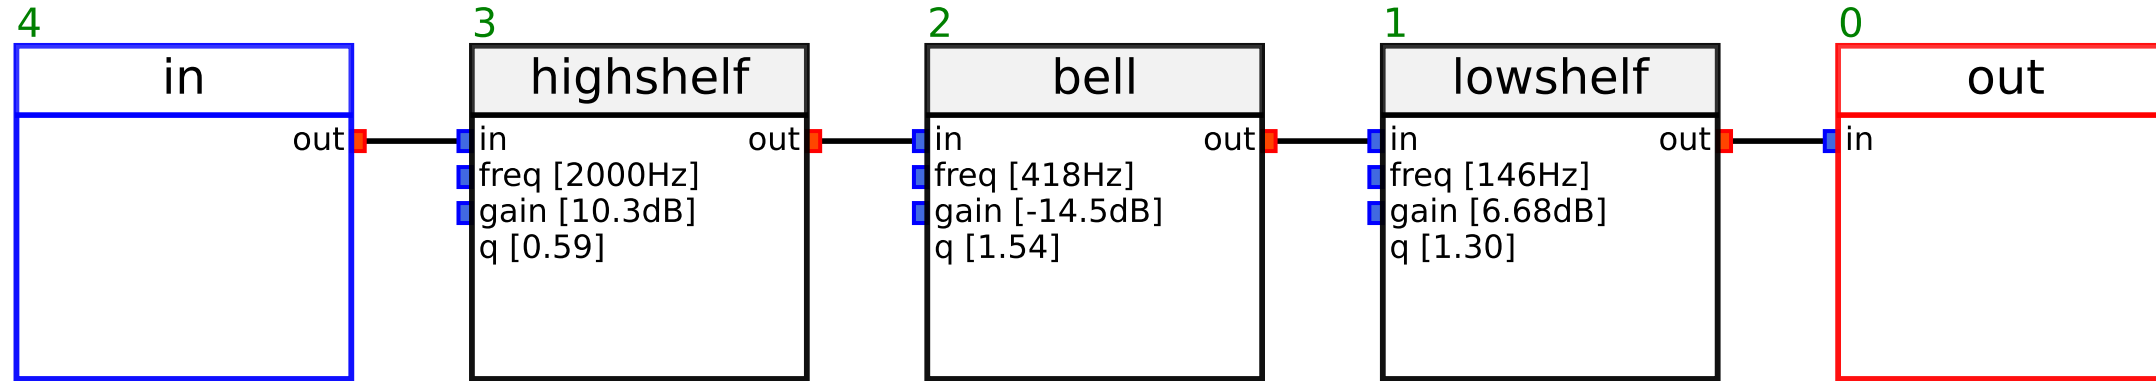 4
in
out
3
highshelf
in out
freq [2000Hz]
gain [10.3dB]
q [0.59]
2
bell
in out
freq [418Hz]
gain [-14.5dB]
q [1.54]
1
lowshelf
in out
freq [146Hz]
gain [6.68dB]
q [1.30]
0
out
in